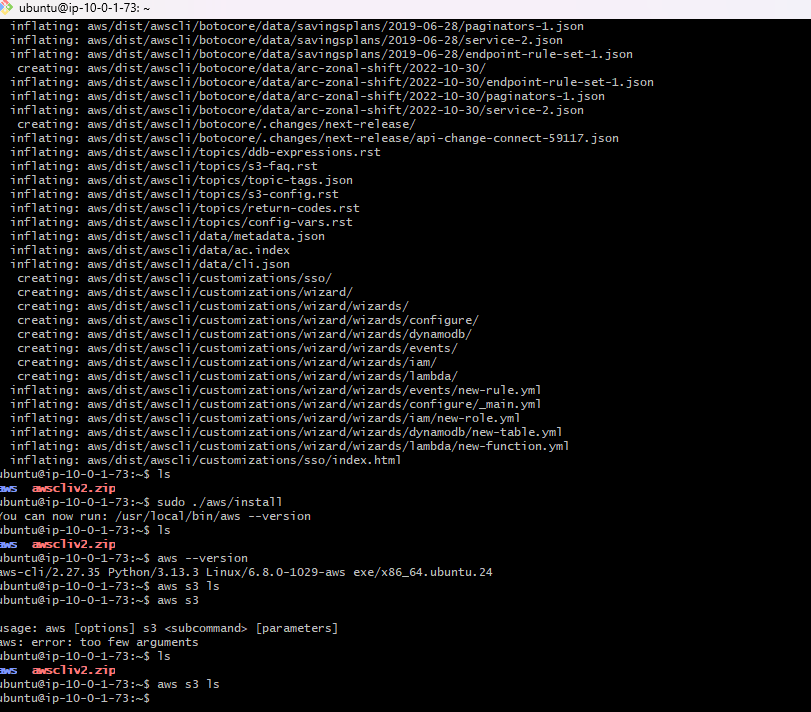 ubuntu@ip-10-0-1-73: ~
inflating: aws/dist/awscli/botocore/data/savingsplans/2019-06-28/paginators-1.json
inflating: aws/dist/awscli/botocore/data/savingsplans/2019-06-28/service-2.json
inflating: aws/dist/awscli/botocore/data/savingsplans/2019-06-28/endpoint-rule-set-1.json
creating: aws/dist/awscli/botocore/data/arc-zonal-shift/2022-10-30/
inflating: aws/dist/awscli/botocore/data/arc-zonal-shift/2022-10-30/endpoint-rule-set-1.json
inflating: aws/dist/awscli/botocore/data/arc-zonal-shift/2022-10-30/paginators-1.json
inflating: aws/dist/awscli/botocore/data/arc-zonal-shift/2022-10-30/service-2.json
creating: aws/dist/awscli/botocore/.changes/next-release/
inflating: aws/dist/awscli/botocore/.changes/next-release/api-change-connect-59117.json
inflating: aws/dist/awscli/topics/ddb-expressions.rst
inflating: aws/dist/awscli/topics/s3-faq.rst
inflating: aws/dist/awscli/topics/topic-tags.json
inflating: aws/dist/awscli/topics/s3-config.rst
inflating: aws/dist/awscli/topics/return-codes.rst
inflating: aws/dist/awscli/topics/config-vars.rst
inflating: aws/dist/awscli/data/metadata.json
inflating: aws/dist/awscli/data/ac.index
inflating: aws/dist/awscli/data/cli.json
creating: aws/dist/awscli/customizations/sso/
creating: aws/dist/awscli/customizations/wizard/
creating: aws/dist/awscli/customizations/wizard/wizards/
creating: aws/dist/awscli/customizations/wizard/wizards/configure/
creating: aws/dist/awscli/customizations/wizard/wizards/dynamodb/
creating: aws/dist/awscli/customizations/wizard/wizards/events/
creating: aws/dist/awscli/customizations/wizard/wizards/iam/
creating: aws/dist/awscli/customizations/wizard/wizards/lambda/
inflating: aws/dist/awscli/customizations/wizard/wizards/events/new-rule.yml
inflating: aws/dist/awscli/customizations/wizard/wizards/configure/_main.yml
inflating: aws/dist/awscli/customizations/wizard/wizards/iam/new-role.yml
inflating: aws/dist/awscli/customizations/wizard/wizards/dynamodb/new-table.yml
inflating: aws/dist/awscli/customizations/wizard/wizards/lambda/new-function.yml
inflating: aws/dist/awscli/customizations/sso/index.html
ubuntu@ip-10-0-1-73:~$ ls
aws awscliv2.zip
ubuntu@ip-10-0-1-73:~$ sudo ./aws/install
You can now run: /usr/local/bin/aws --version
ubuntu@ip-10-0-1-73:~$ ls
aws awscliv2.zip
ubuntu@ip-10-0-1-73:~$ aws --version
aws-cli/2.27.35 Python/3.13.3 Linux/6.8.0-1029-aws exe/x86_64.ubuntu.24
ubuntu@ip-10-0-1-73:~$ aws s3 ls
ubuntu@ip-10-0-1-73:~$ aws s3
usage: aws [options] s3 <subcommand> [parameters]
aws: error: too few arguments
ubuntu@ip-10-0-1-73:~$ ls
aws awscliv2.zip
ubuntu@ip-10-0-1-73:~$ aws s3 ls
ubuntu@ip-10-0-1-73:~$